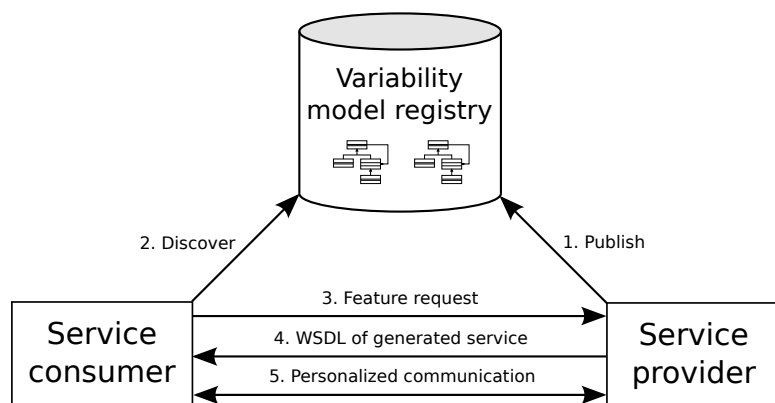 Variability
model registry
2. Discover
1. Publish
3. Feature request
Service
consumer
4. WSDL of generated service
5. Personalized communication
Service
provider